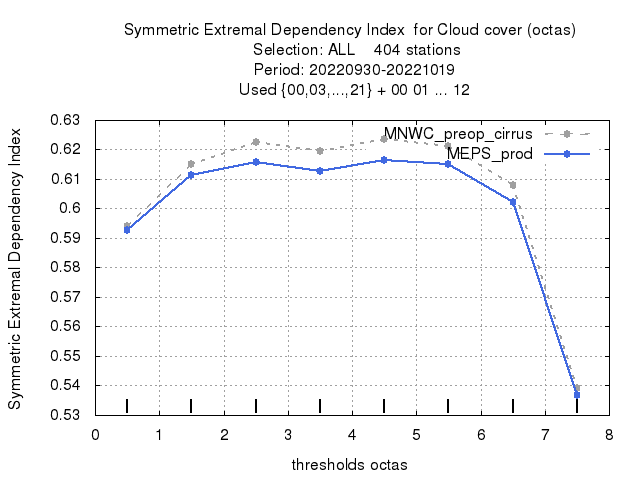 Symmetric Extremal Dependency Index  for Cloud cover (octas)
Selection: ALL    404 stations
Period: 20220930-20221019
Used {00,03,...,21} + 00 01 ... 12
MNWC_preop_cirrus
MEPS_prod
Symmetric Extremal Dependency Index
0.63
0.62
0.61
0.6
0.59
0.58
0.57
0.56
0.55
0.54
0.53
0 1 2 3 4 5 6 7 8
thresholds octas